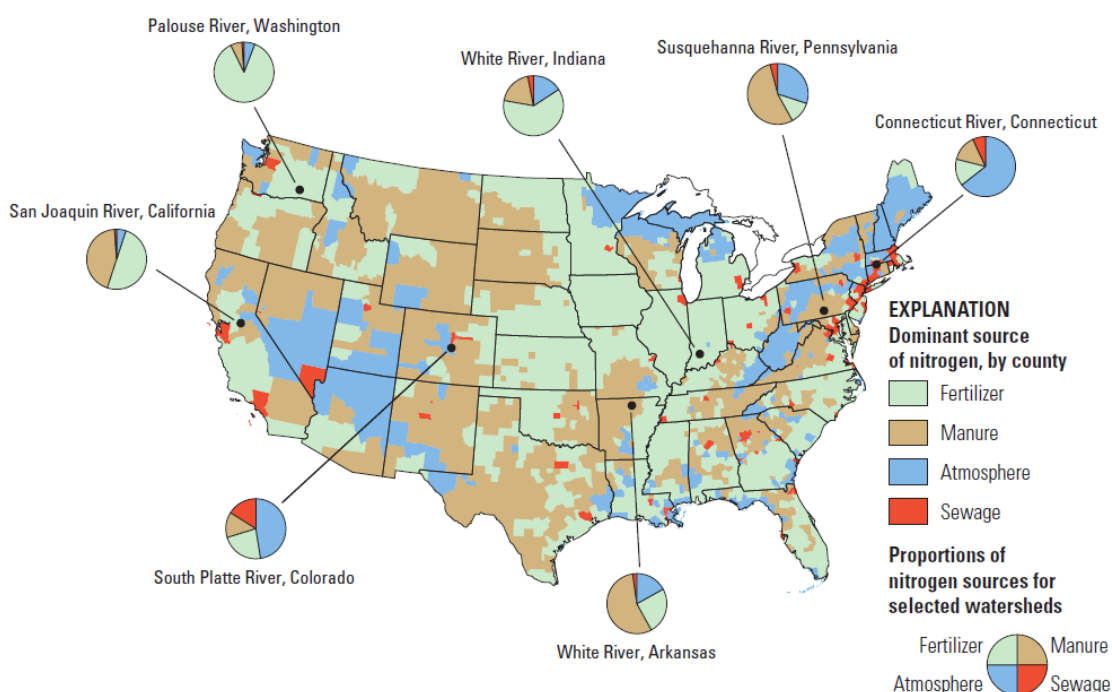 Palouse River, Washington
White River, Indiana
Susquehanna River, Pennsylvania
Connecticut River, Connecticut
San Joaquin River, California
South Platte River, Colorado
White River, Arkansas
EXPLANATION
Dominant source
of nitrogen, by county
Fertilizer
Manure
Atmosphere
Sewage
Proportions of
nitrogen sources for
selected watersheds
Fertilizer
Manure
Atmosphere
Sewage